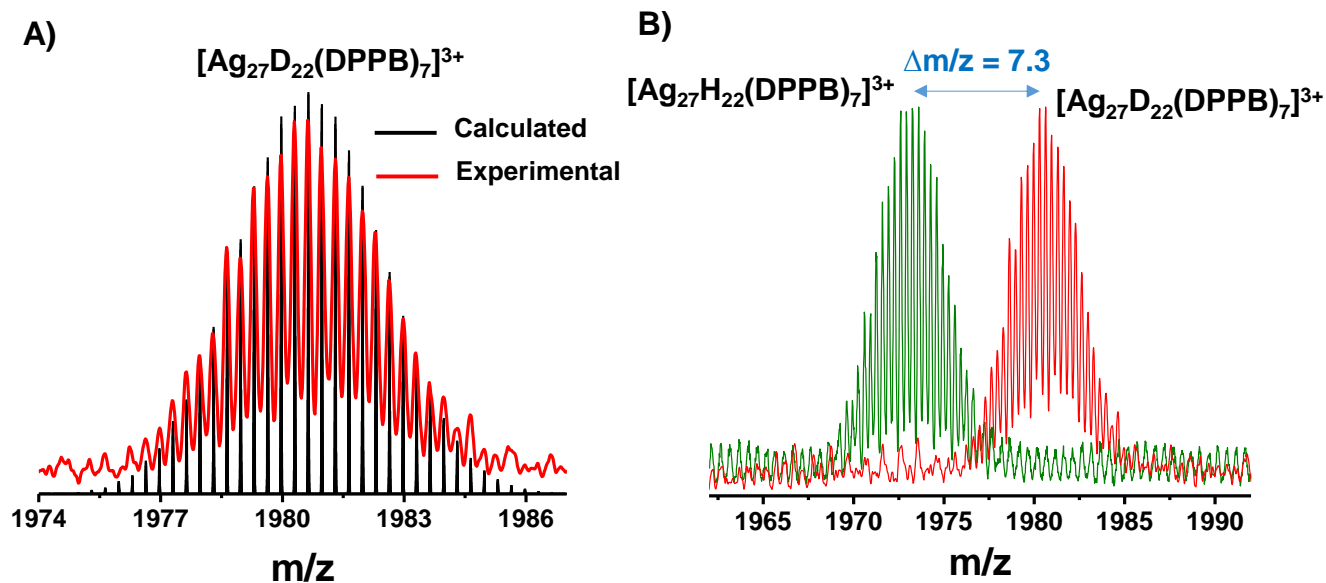 A)
[Ag₂₇D₂₂(DPPB)₇]³⁺
Calculated
Experimental
1974 1977 1980 1983 1986
m/z
B)
Δm/z = 7.3
[Ag₂₇H₂₂(DPPB)₇]³⁺
[Ag₂₇D₂₂(DPPB)₇]³⁺
1965 1970 1975 1980 1985 1990
m/z